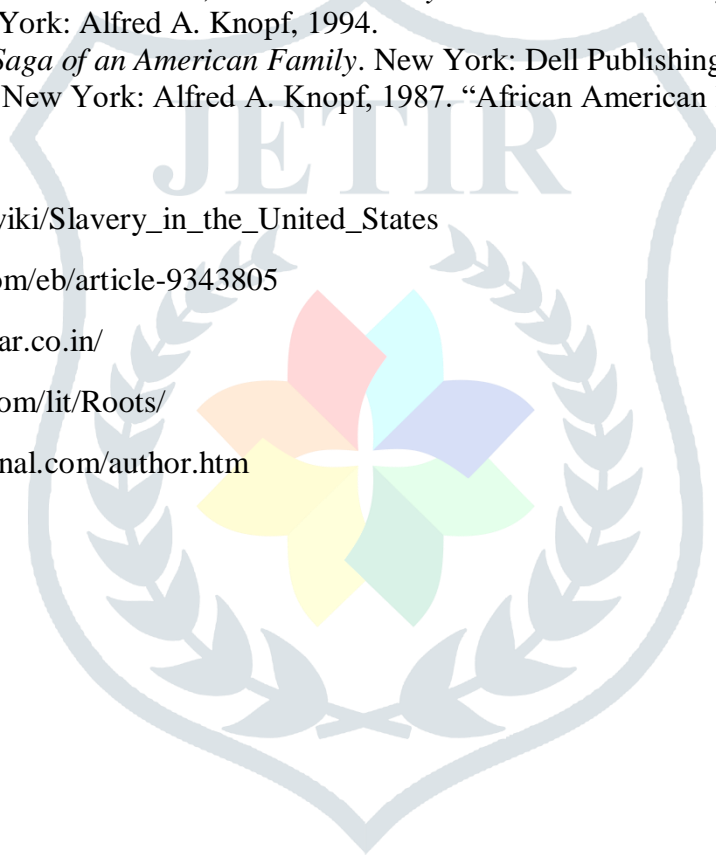 York: Alfred A. Knopf, 1994.
Saga of an American Family. New York: Dell Publishing
New York: Alfred A. Knopf, 1987. “African American
JETIR
wiki/Slavery_in_the_United_States
om/eb/article-9343805
ar.co.in/
om/lit/Roots/
nal.com/author.htm